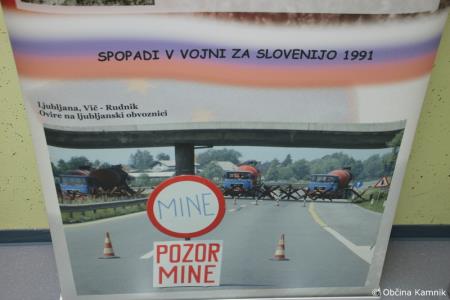 SPOPADI V VOJNI ZA SLOVENIJO 1991
Ljubljana, Vič - Rudnik
Ovire na ljubljanski obvoznici
MINE
POZOR
MINE
© Občina Kamnik